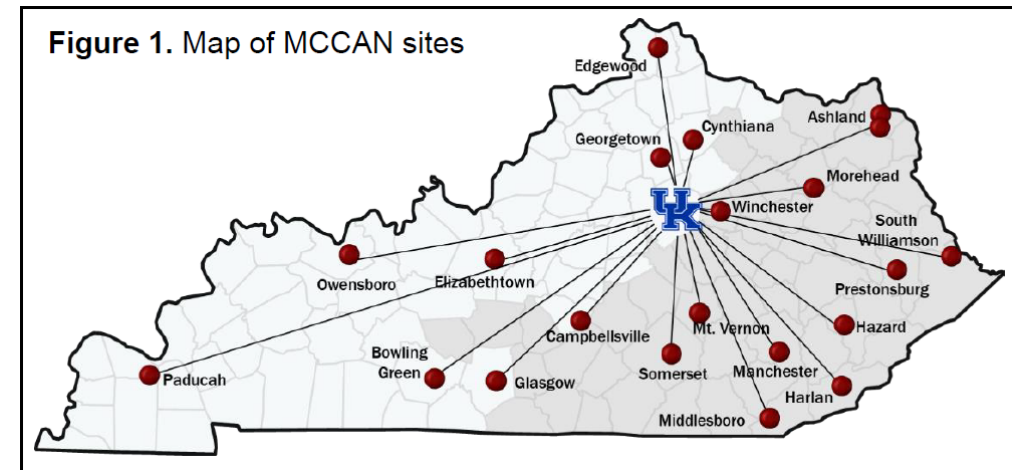 Figure 1. Map of MCCAN sites
Edgewood
Cynthiana
Georgetown
Ashland
Morehead
UK
Winchester
South
Williamson
Owensboro
Elizabethtown
Prestonsburg
Campbellsville
Mt. Vernon
Hazard
Bowling
Green
Paducah
Glasgow
Somerset
Manchester
Harlan
Middlesboro